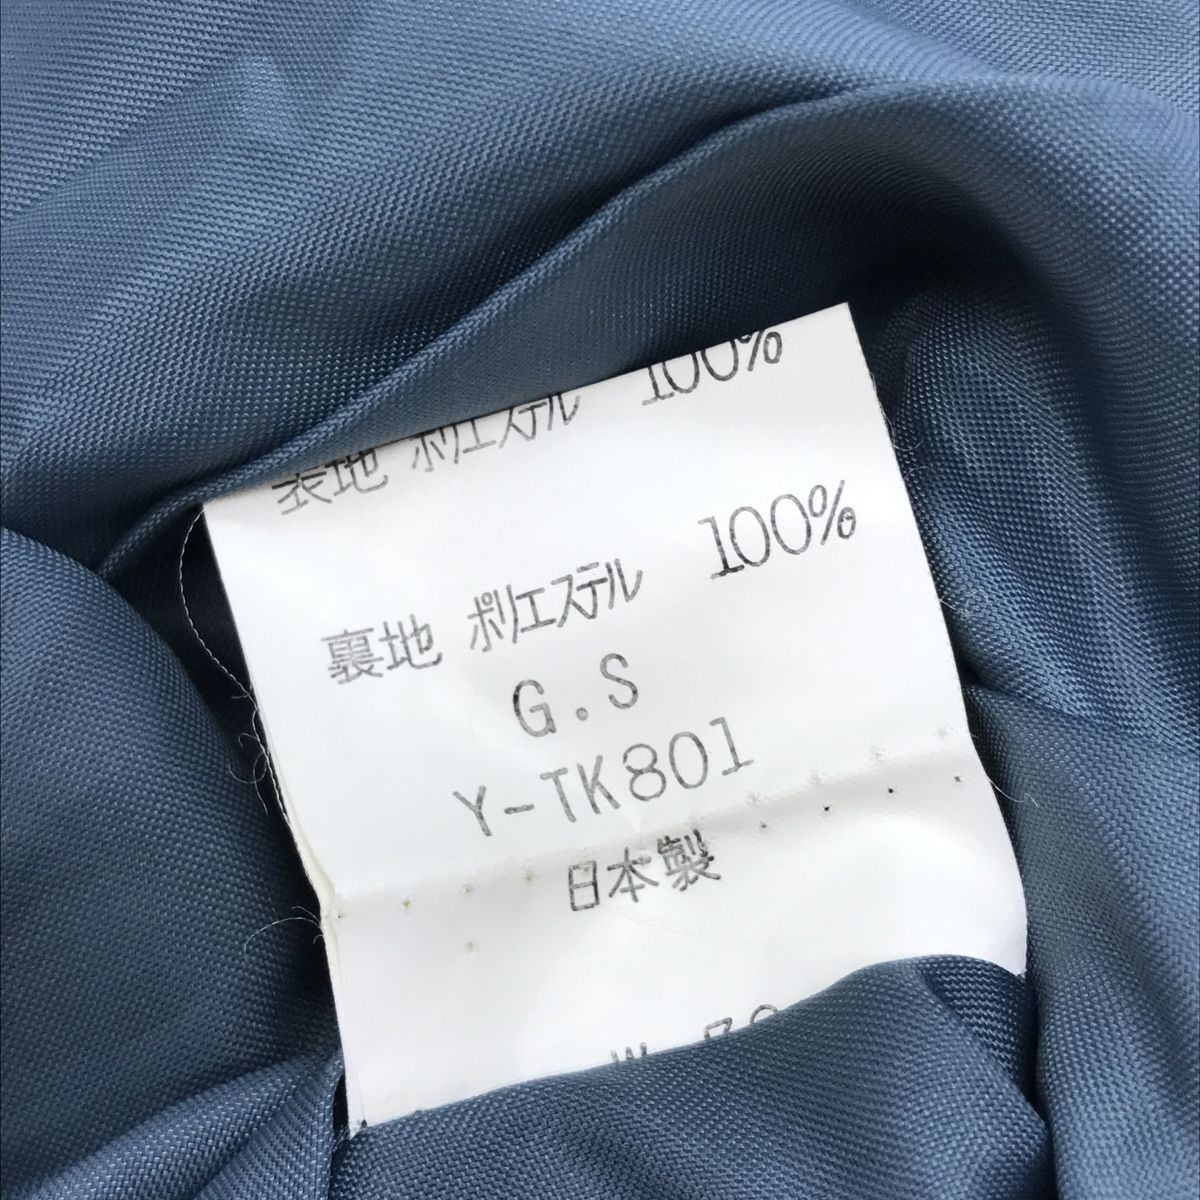 表地 ポリエステル 100%
裏地 ポリエステル 100%
G.S
Y-TK801
日本製
W